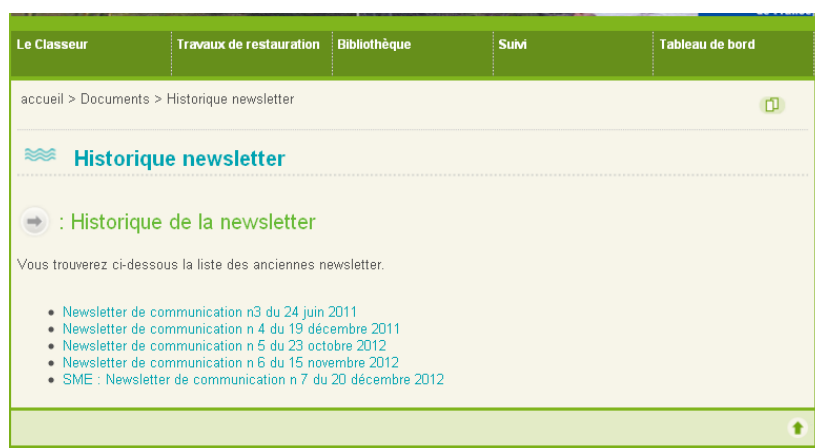 Le Classeur Travaux de restauration Bibliothèque Suivi Tableau de bord
accueil > Documents > Historique newsletter
Historique newsletter
: Historique de la newsletter
Vous trouverez ci-dessous la liste des anciennes newsletter.
Newsletter de communication n3 du 24 juin 2011
Newsletter de communication n 4 du 19 décembre 2011
Newsletter de communication n 5 du 23 octobre 2012
Newsletter de communication n 6 du 15 novembre 2012
SME : Newsletter de communication n 7 du 20 décembre 2012